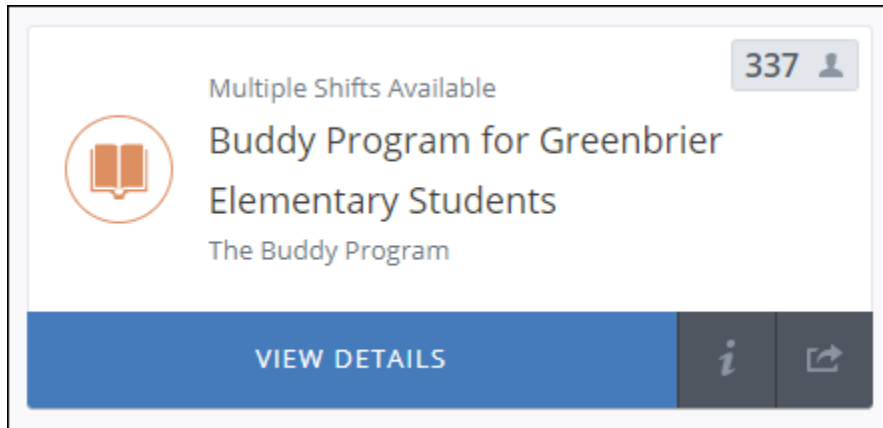 337
Multiple Shifts Available
Buddy Program for Greenbrier
Elementary Students
The Buddy Program
VIEW DETAILS
i